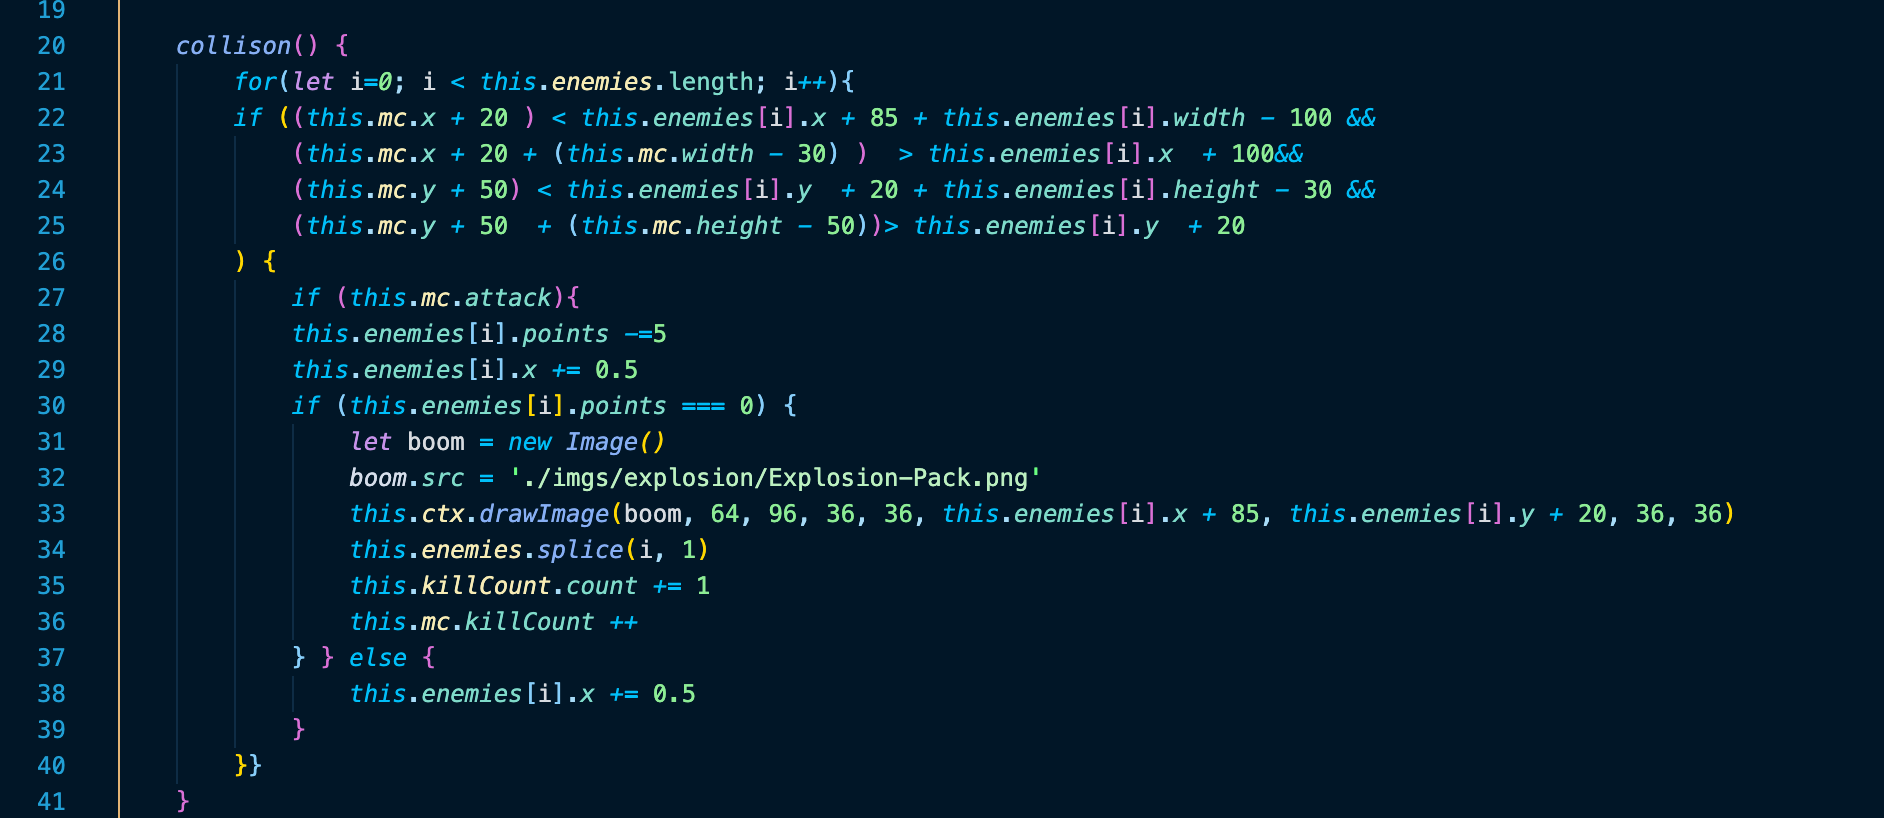 19
20 collison() {
21 for(let i=0; i < this.enemies.length; i++){
22 if ((this.mc.x + 20 ) < this.enemies[i].x + 85 + this.enemies[i].width - 100 &&
23 (this.mc.x + 20 + (this.mc.width - 30) )  > this.enemies[i].x  + 100&&
24 (this.mc.y + 50) < this.enemies[i].y  + 20 + this.enemies[i].height - 30 &&
25 (this.mc.y + 50  + (this.mc.height - 50))> this.enemies[i].y  + 20
26 ) {
27 if (this.mc.attack){
28 this.enemies[i].points -=5
29 this.enemies[i].x += 0.5
30 if (this.enemies[i].points === 0) {
31 let boom = new Image()
32 boom.src = './imgs/explosion/Explosion-Pack.png'
33 this.ctx.drawImage(boom, 64, 96, 36, 36, this.enemies[i].x + 85, this.enemies[i].y + 20, 36, 36)
34 this.enemies.splice(i, 1)
35 this.killCount.count += 1
36 this.mc.killCount ++
37 } } else {
38 this.enemies[i].x += 0.5
39 }
40 }}
41 }